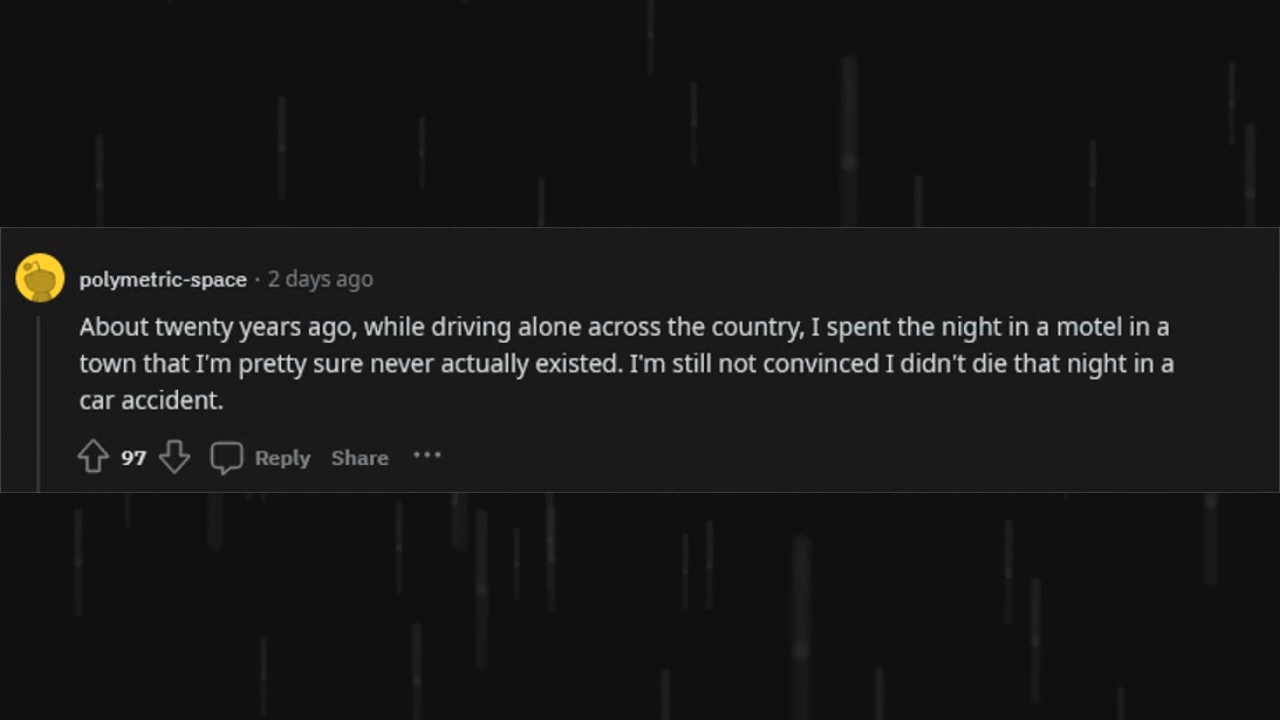 polymetric-space · 2 days ago
About twenty years ago, while driving alone across the country, I spent the night in a motel in a
town that I'm pretty sure never actually existed. I'm still not convinced I didn't die that night in a
car accident.
97 Reply Share ···